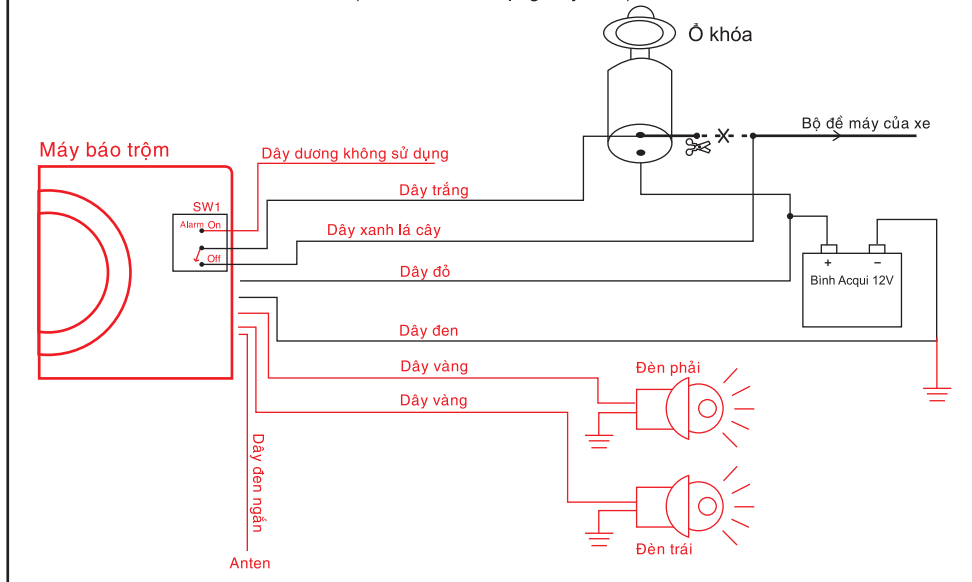 Ổ khóa
Bộ đề máy của xe
Máy báo trộm
Dây dương không sử dụng
Dây trắng
SW1
Alarm On
Off
Dây xanh lá cây
Dây đỏ
+
−
Bình Acqui 12V
Dây đen
Dây vàng
Đèn phải
Dây vàng
Dây đen ngắn
Đèn trái
Anten